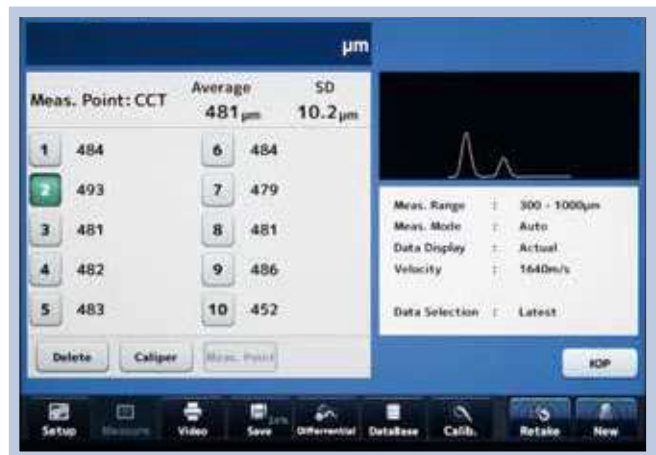 µm
Meas. Point: CCT Average 481µm SD 10.2µm
1 484 6 484
2 493 7 479
3 481 8 481
4 482 9 486
5 483 10 452
Delete Caliper Meas. Point
Meas. Range : 300 - 1000µm
Meas. Mode : Auto
Data Display : Actual
Velocity : 1640m/s
Data Selection : Latest
IOP
Setup Measure Video Save Differential DataBase Calib. Retake New